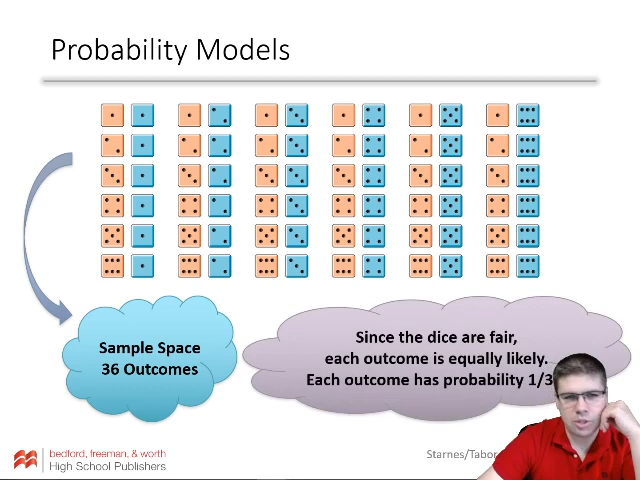 Probability Models
Sample Space
36 Outcomes
Since the dice are fair,
each outcome is equally likely.
Each outcome has probability 1/3
bedford, freeman, & worth
High School Publishers
Starnes/Tabor